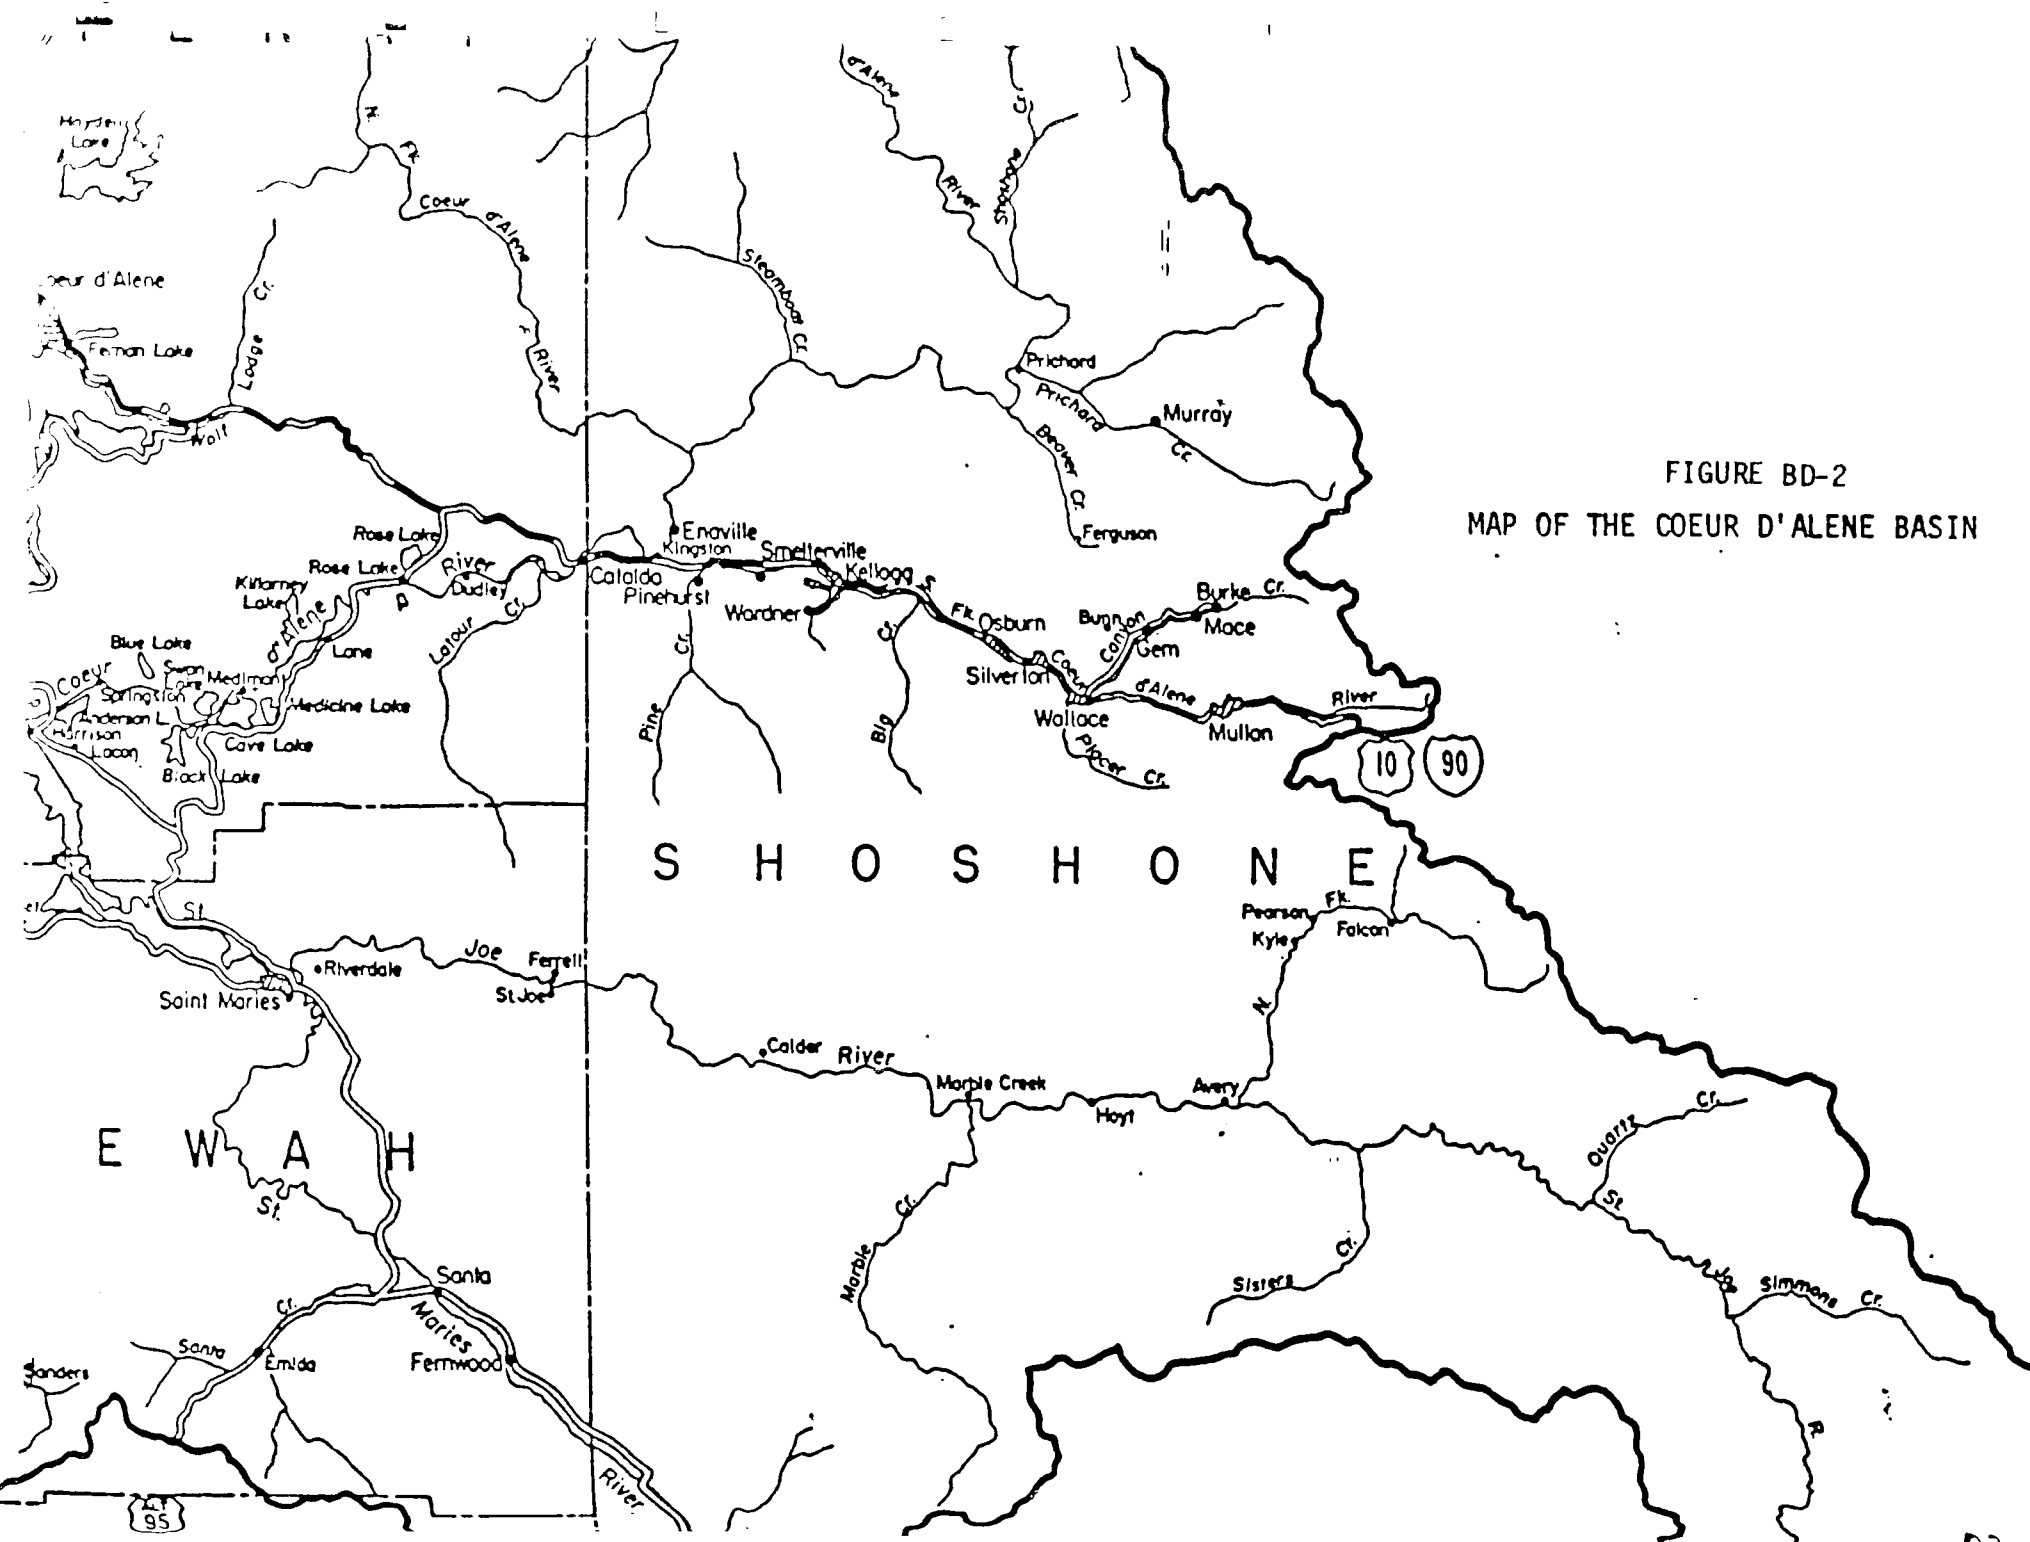 Hayden
Lake
N.
Fk.
Coeur
d'Alene
River
d'Alene
River
Cr.
Shoshone
Steamboat Cr.
d'Alene
Fernan Lake
Cr.
Lodge
Wolf
Prichard
Prichard
Murray
Cr.
Beaver
Cr.
Ferguson
FIGURE BD-2
MAP OF THE COEUR D'ALENE BASIN
Rose Lake
Rose Lake
River
Dudley
Killarney
Lake
Enaville
Kingston
Smelterville
Kellogg
Cataldo
Pinehurst
Wardner
S.
Fk.
Osburn
Silverton
Coeur
Burke
Cr.
Mace
Canyon
Gem
Latour
Cr.
d'Alene
Lane
Blue Lake
Coeur
Swan
Lake
Medimont
Springston
Anderson L.
Harrison
Lacon
Medicine Lake
Cave Lake
Black Lake
Cr.
Pine
Cr.
Big
Wallace
d'Alene
Mullan
River
Placer
Cr.
10
90
SHOSHONE
Pearson
Fk.
Kyle
Falcon
N.
St.
Joe
Ferrell
St. Joe
Riverdale
Saint Maries
Calder
River
Marble Creek
Hoyt
Avery
Cr.
Quartz
St.
Joe
EWAH
St.
Cr.
Marble
Cr.
Sisters
Simmons
Cr.
R.
Santa
Maries
Fernwood
Cr.
Santa
Emida
Sanders
River
95